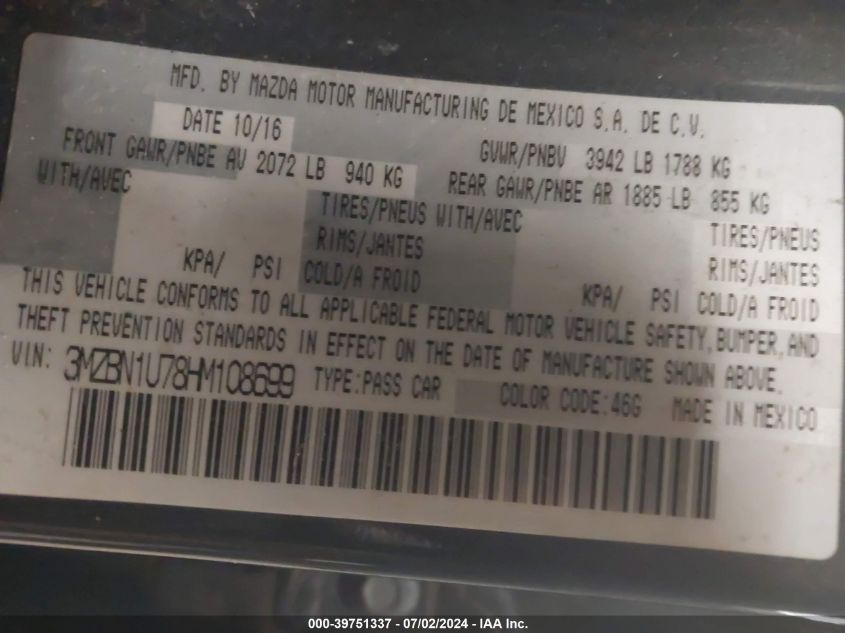 MFD. BY MAZDA MOTOR MANUFACTURING DE MEXICO S.A. DE C.V.
DATE 10/16 GVWR/PNBV 3942 LB 1788 KG
FRONT GAWR/PNBE AV 2072 LB 940 KG REAR GAWR/PNBE AR 1885 LB 855 KG
WITH/AVEC TIRES/PNEUS WITH/AVEC TIRES/PNEUS
RIMS/JANTES RIMS/JANTES
KPA/ PSI COLD/A FROID KPA/ PSI COLD/A FROID
THIS VEHICLE CONFORMS TO ALL APPLICABLE FEDERAL MOTOR VEHICLE SAFETY, BUMPER, AND
THEFT PREVENTION STANDARDS IN EFFECT ON THE DATE OF MANUFACTURE SHOWN ABOVE.
VIN: 3MZBN1U78HM108699 TYPE:PASS CAR COLOR CODE:46G MADE IN MEXICO
000-39751337 - 07/02/2024 - IAAI.com